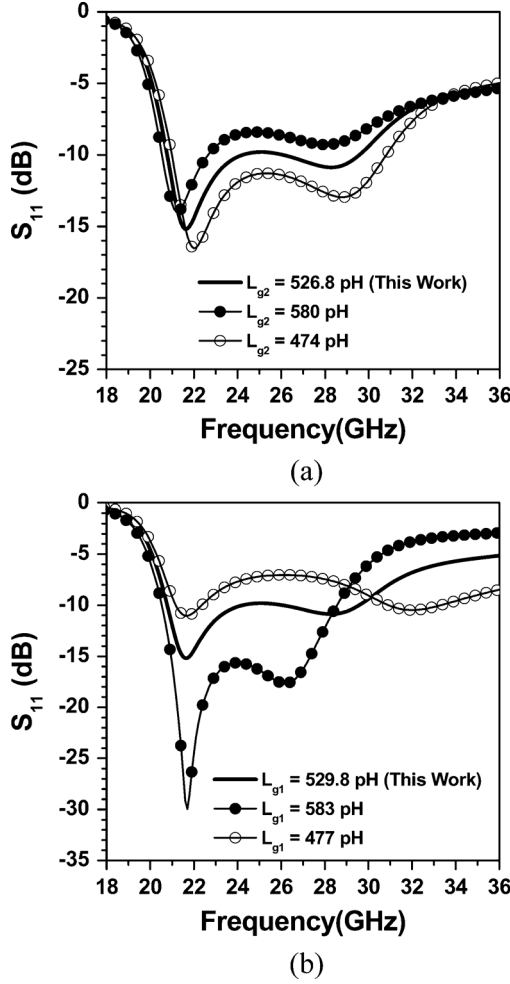 0
-5
-10
-15
-20
-25
S11 (dB)
Lg2 = 526.8 pH (This Work)
Lg2 = 580 pH
Lg2 = 474 pH
18 20 22 24 26 28 30 32 34 36
Frequency(GHz)
(a)
0
-5
-10
-15
-20
-25
-30
-35
S11 (dB)
Lg1 = 529.8 pH (This Work)
Lg1 = 583 pH
Lg1 = 477 pH
18 20 22 24 26 28 30 32 34 36
Frequency(GHz)
(b)